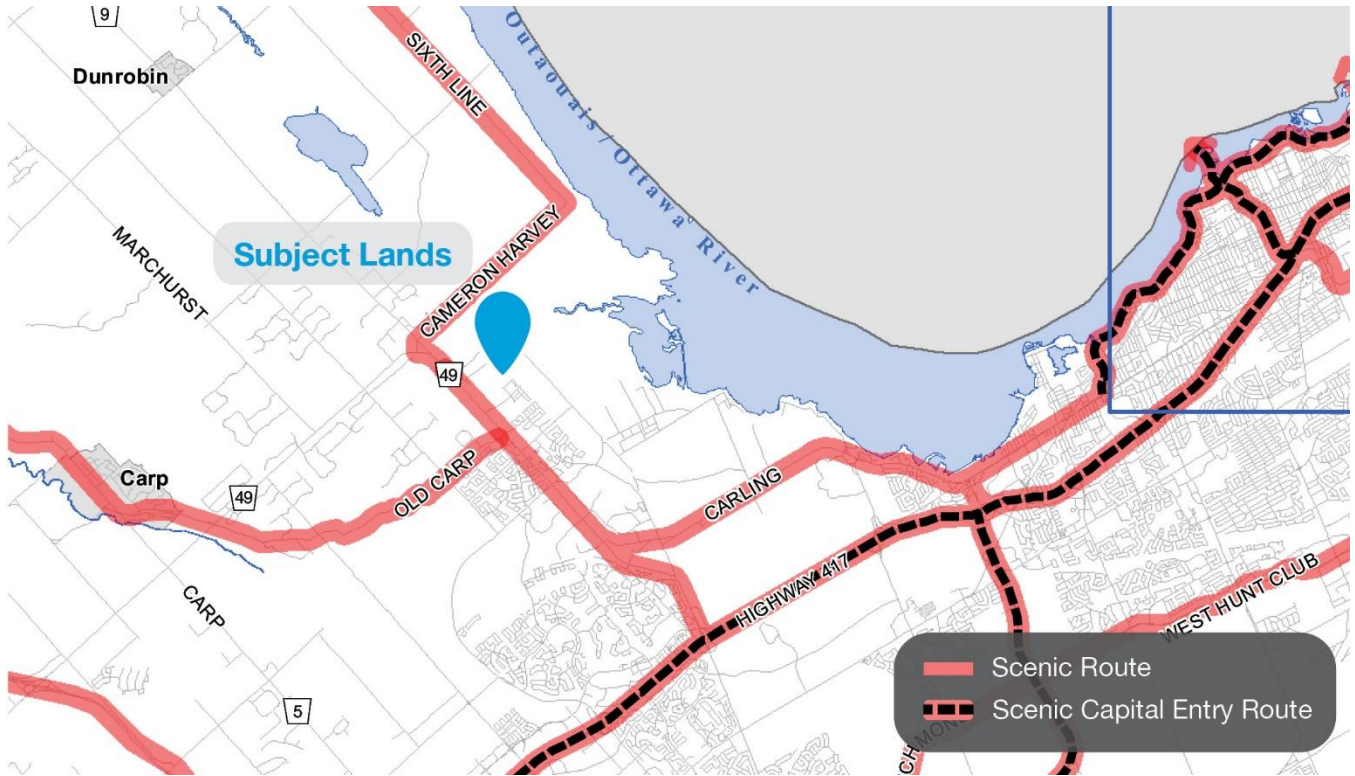 9
Dunrobin
SIXTH LINE
Outaouais / Ottawa River
MARCHURST
Subject Lands
CAMERON HARVEY
49
Carp
49
OLD CARP
CARLING
HIGHWAY 417
CARP
WEST HUNT CLUB
5
Scenic Route
Scenic Capital Entry Route